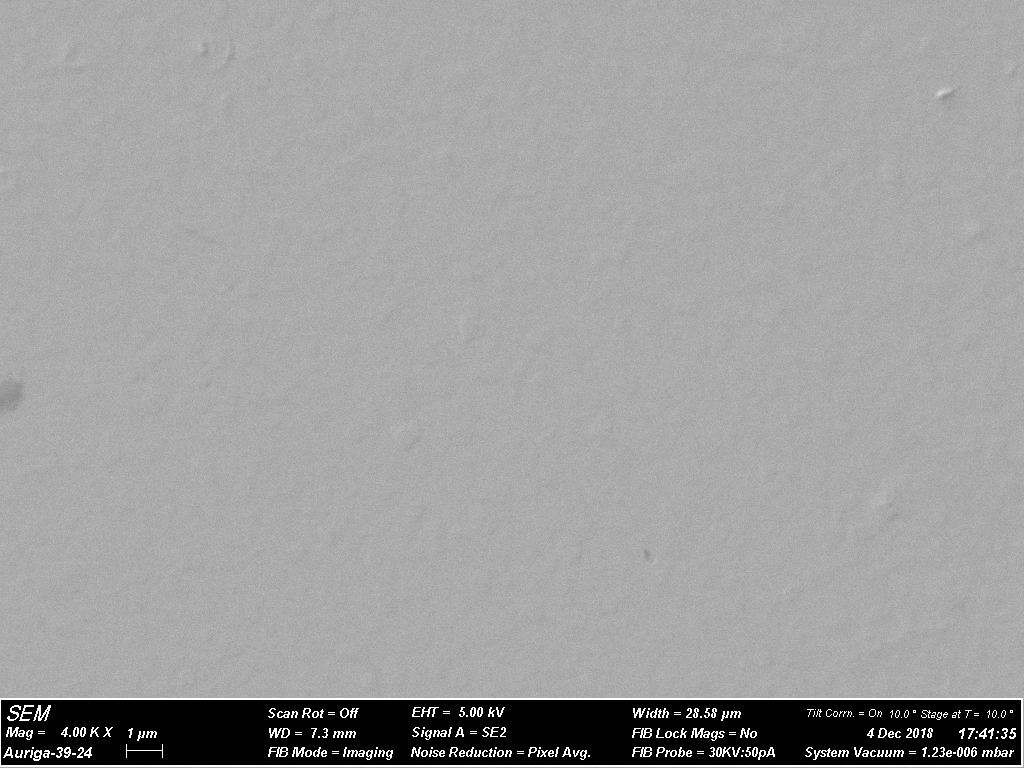 SEM
Mag = 4.00 K X 1 µm
Auriga-39-24
Scan Rot = Off
WD = 7.3 mm
FIB Mode = Imaging
EHT = 5.00 kV
Signal A = SE2
Noise Reduction = Pixel Avg.
Width = 28.58 µm
FIB Lock Mags = No
FIB Probe = 30KV:50pA
Tilt Corrn. = On 10.0 ° Stage at T = 10.0 °
4 Dec 2018 17:41:35
System Vacuum = 1.23e-006 mbar